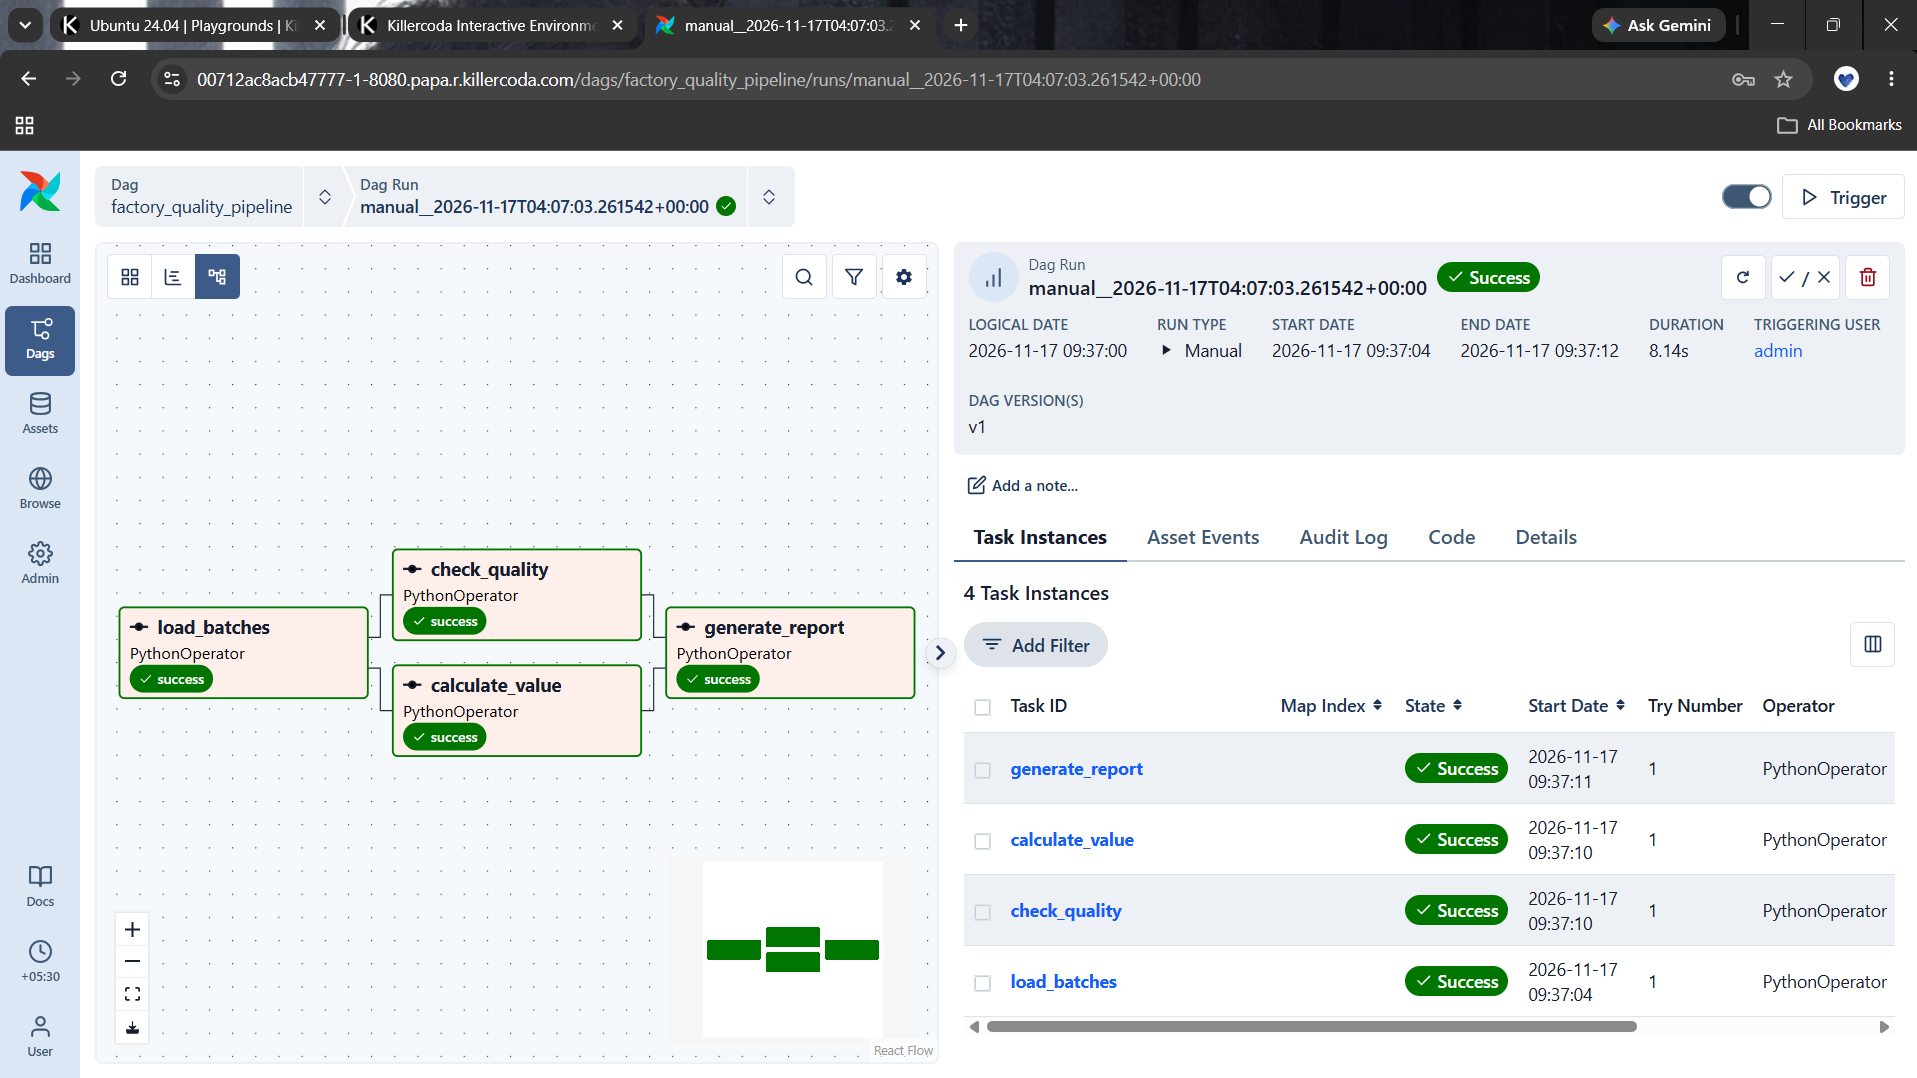 Ubuntu 24.04 | Playgrounds | Ki
Killercoda Interactive Environme
manual__2026-11-17T04:07:03.2
Ask Gemini
00712ac8acb47777-1-8080.papa.r.killercoda.com/dags/factory_quality_pipeline/runs/manual__2026-11-17T04:07:03.261542+00:00
All Bookmarks
Dashboard
Dags
Assets
Browse
Admin
Docs
+05:30
User
Dag
factory_quality_pipeline
Dag Run
manual__2026-11-17T04:07:03.261542+00:00
Trigger
load_batches
PythonOperator
success
check_quality
PythonOperator
success
calculate_value
PythonOperator
success
generate_report
PythonOperator
success
React Flow
Dag Run
manual__2026-11-17T04:07:03.261542+00:00
Success
/
LOGICAL DATE RUN TYPE START DATE END DATE DURATION TRIGGERING USER
2026-11-17 09:37:00 Manual 2026-11-17 09:37:04 2026-11-17 09:37:12 8.14s admin
DAG VERSION(S)
v1
Add a note...
Task Instances Asset Events Audit Log Code Details
4 Task Instances
Add Filter
Task ID Map Index State Start Date Try Number Operator
generate_report Success 2026-11-17 09:37:11 1 PythonOperator
calculate_value Success 2026-11-17 09:37:10 1 PythonOperator
check_quality Success 2026-11-17 09:37:10 1 PythonOperator
load_batches Success 2026-11-17 09:37:04 1 PythonOperator